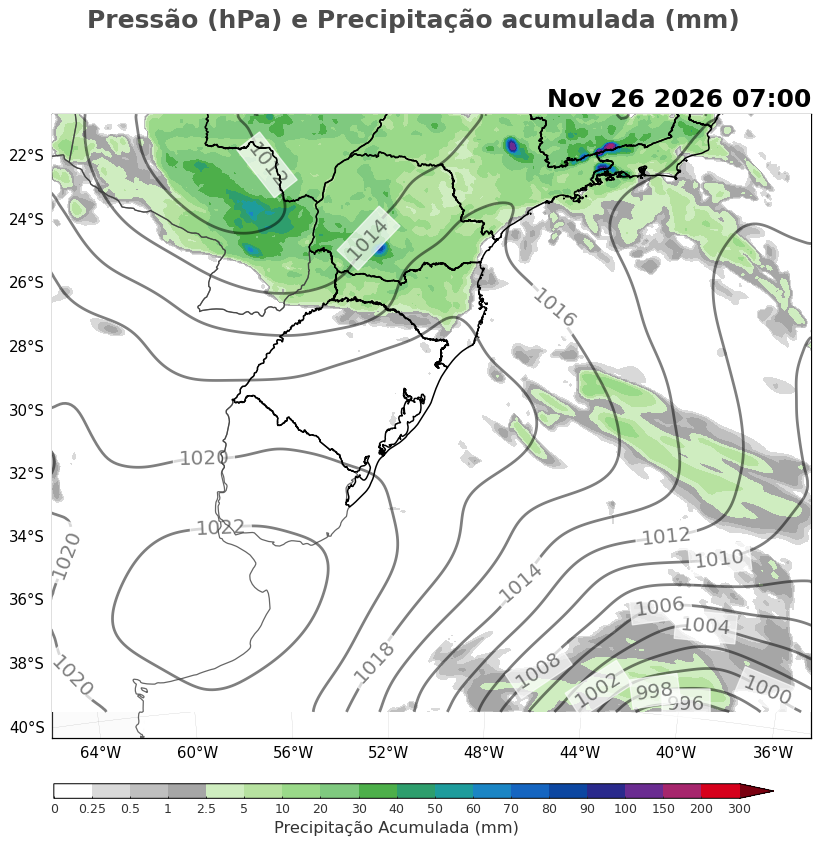 Pressão (hPa) e Precipitação acumulada (mm)
Nov 26 2026 07:00
22°S
24°S
26°S
28°S
30°S
32°S
34°S
36°S
38°S
40°S
1012
1014
1016
1020
1022
1020
1020
1018
1014
1012
1010
1006
1004
1008
1002
998
996
1000
64°W 60°W 56°W 52°W 48°W 44°W 40°W 36°W
0 0.25 0.5 1 2.5 5 10 20 30 40 50 60 70 80 90 100 150 200 300
Precipitação Acumulada (mm)